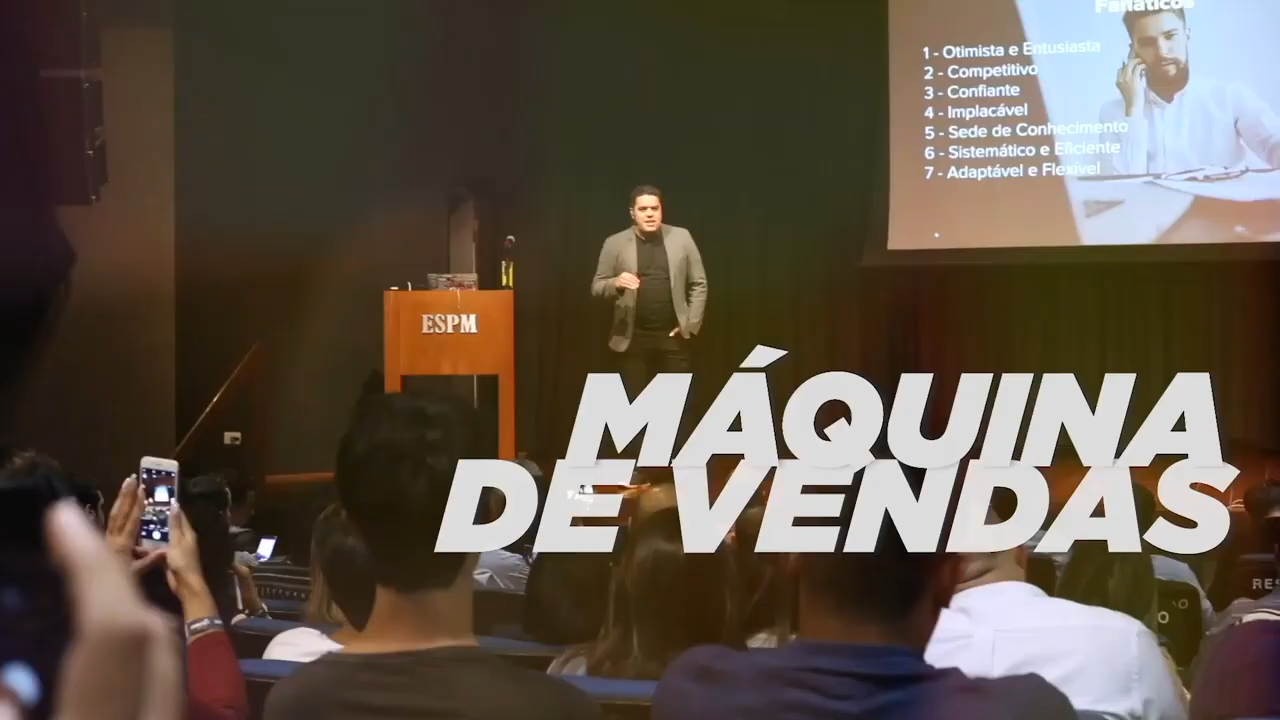 Fanáticos
1 - Otimista e Entusiasta
2 - Competitivo
3 - Confiante
4 - Implacável
5 - Sede de Conhecimento
6 - Sistemático e Eficiente
7 - Adaptável e Flexível
ESPM
MÁQUINA
DE VENDAS